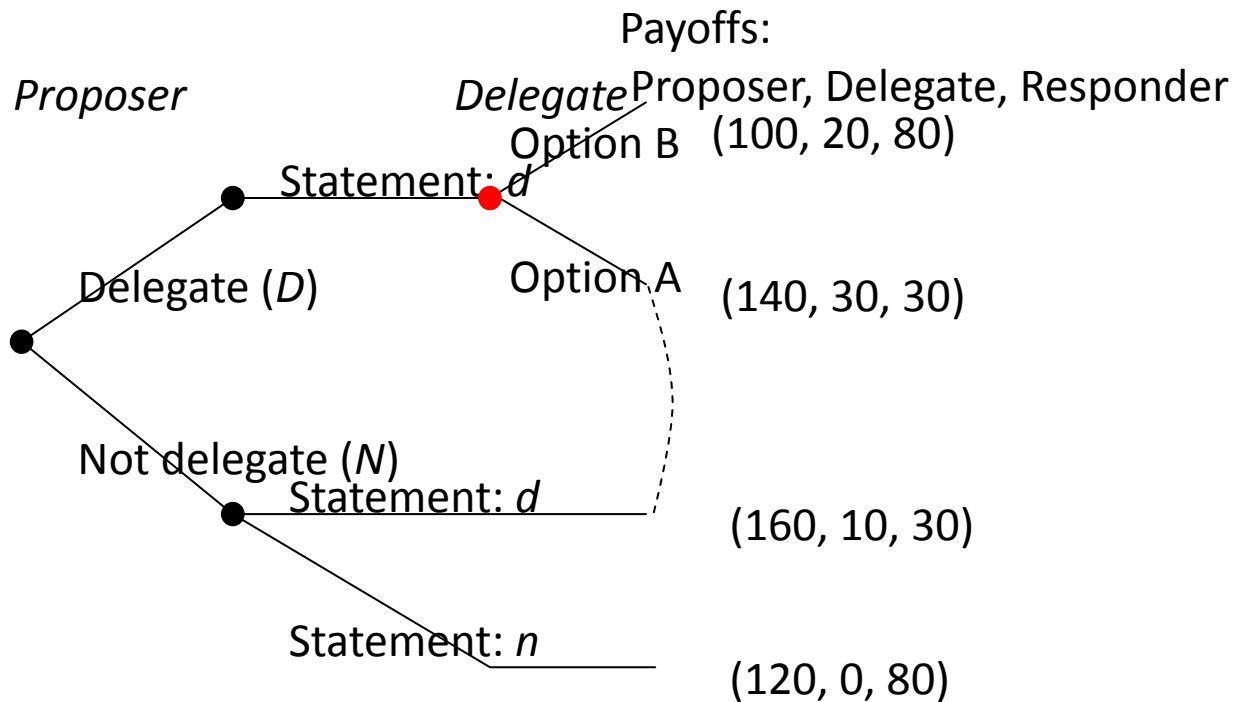 Payoffs:
Proposer
Delegate
Proposer, Delegate, Responder
Option B
(100, 20, 80)
Statement: d
Delegate (D)
Option A
(140, 30, 30)
Not delegate (N)
Statement: d
(160, 10, 30)
Statement: n
(120, 0, 80)